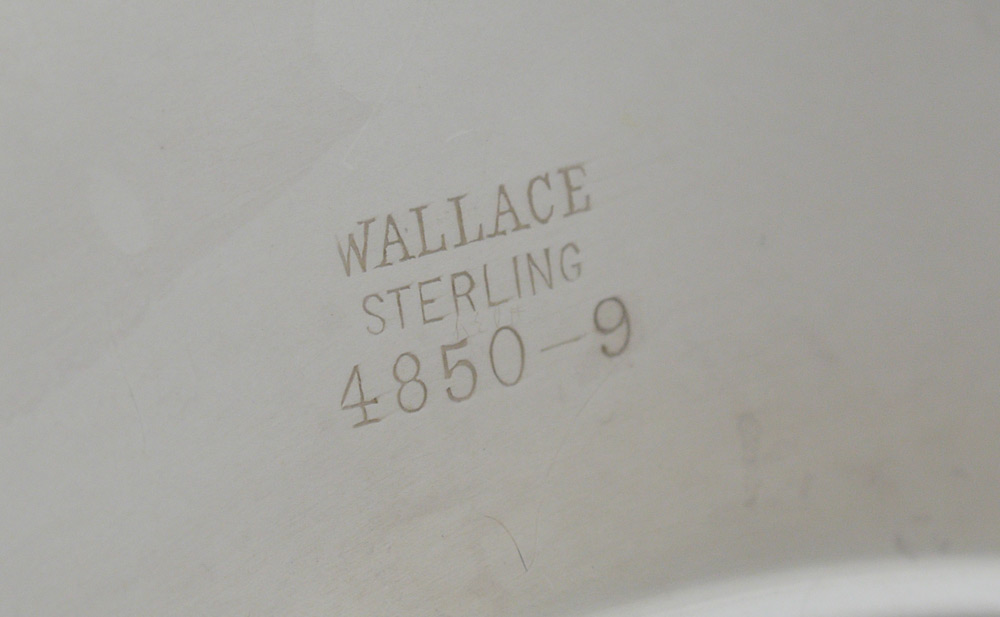 WALLACE
STERLING
4850-9